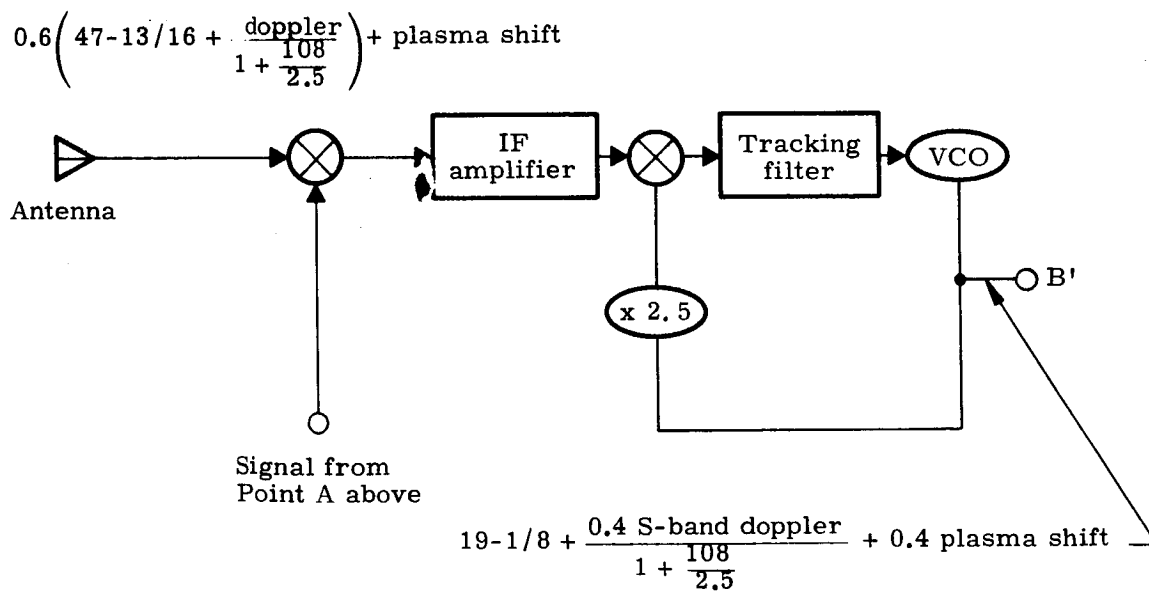 0.6(47-13/16 + doppler / (1 + 108/2.5)) + plasma shift
IF
amplifier
Tracking
filter
VCO
Antenna
B'
x 2.5
Signal from
Point A above
19-1/8 + 0.4 S-band doppler / (1 + 108/2.5) + 0.4 plasma shift